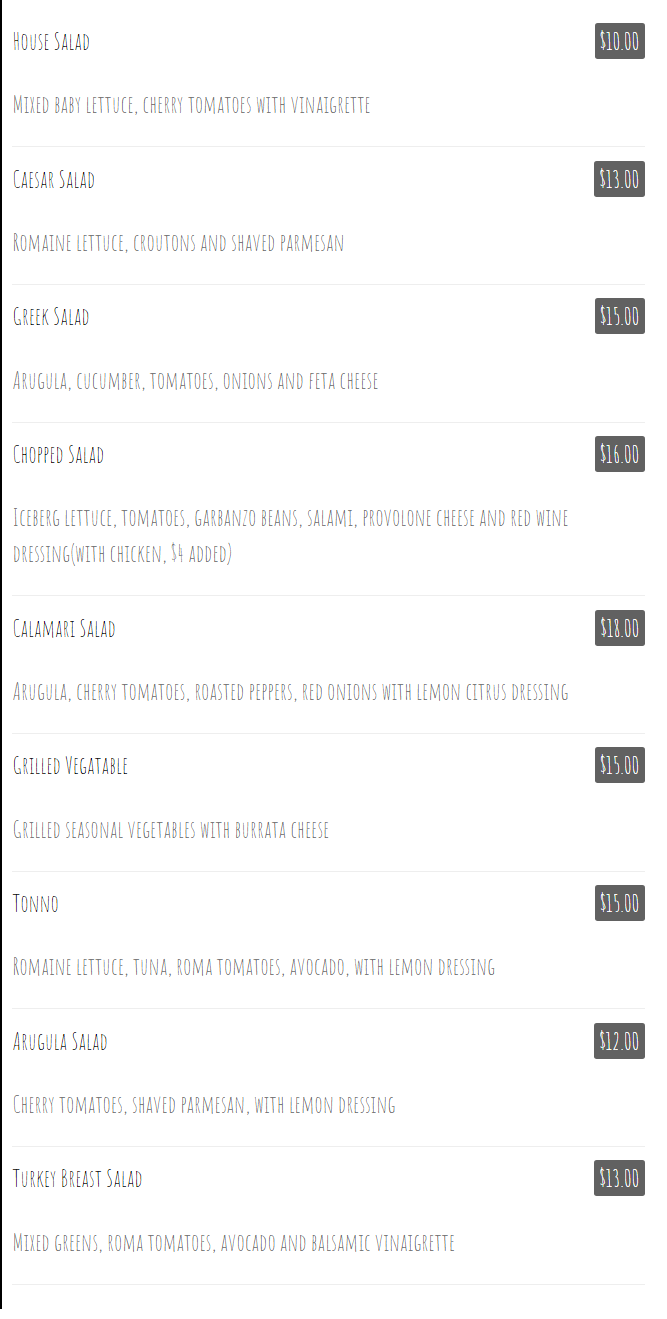 House Salad $10.00
Mixed baby lettuce, cherry tomatoes with vinaigrette
Caesar Salad $13.00
Romaine lettuce, croutons and shaved parmesan
Greek Salad $15.00
Arugula, cucumber, tomatoes, onions and feta cheese
Chopped Salad $16.00
Iceberg lettuce, tomatoes, garbanzo beans, salami, provolone cheese and red wine
dressing(with chicken, $4 added)
Calamari Salad $18.00
Arugula, cherry tomatoes, roasted peppers, red onions with lemon citrus dressing
Grilled Vegatable $15.00
Grilled seasonal vegetables with burrata cheese
Tonno $15.00
Romaine lettuce, tuna, roma tomatoes, avocado, with lemon dressing
Arugula Salad $12.00
Cherry tomatoes, shaved parmesan, with lemon dressing
Turkey Breast Salad $13.00
Mixed greens, roma tomatoes, avocado and balsamic vinaigrette